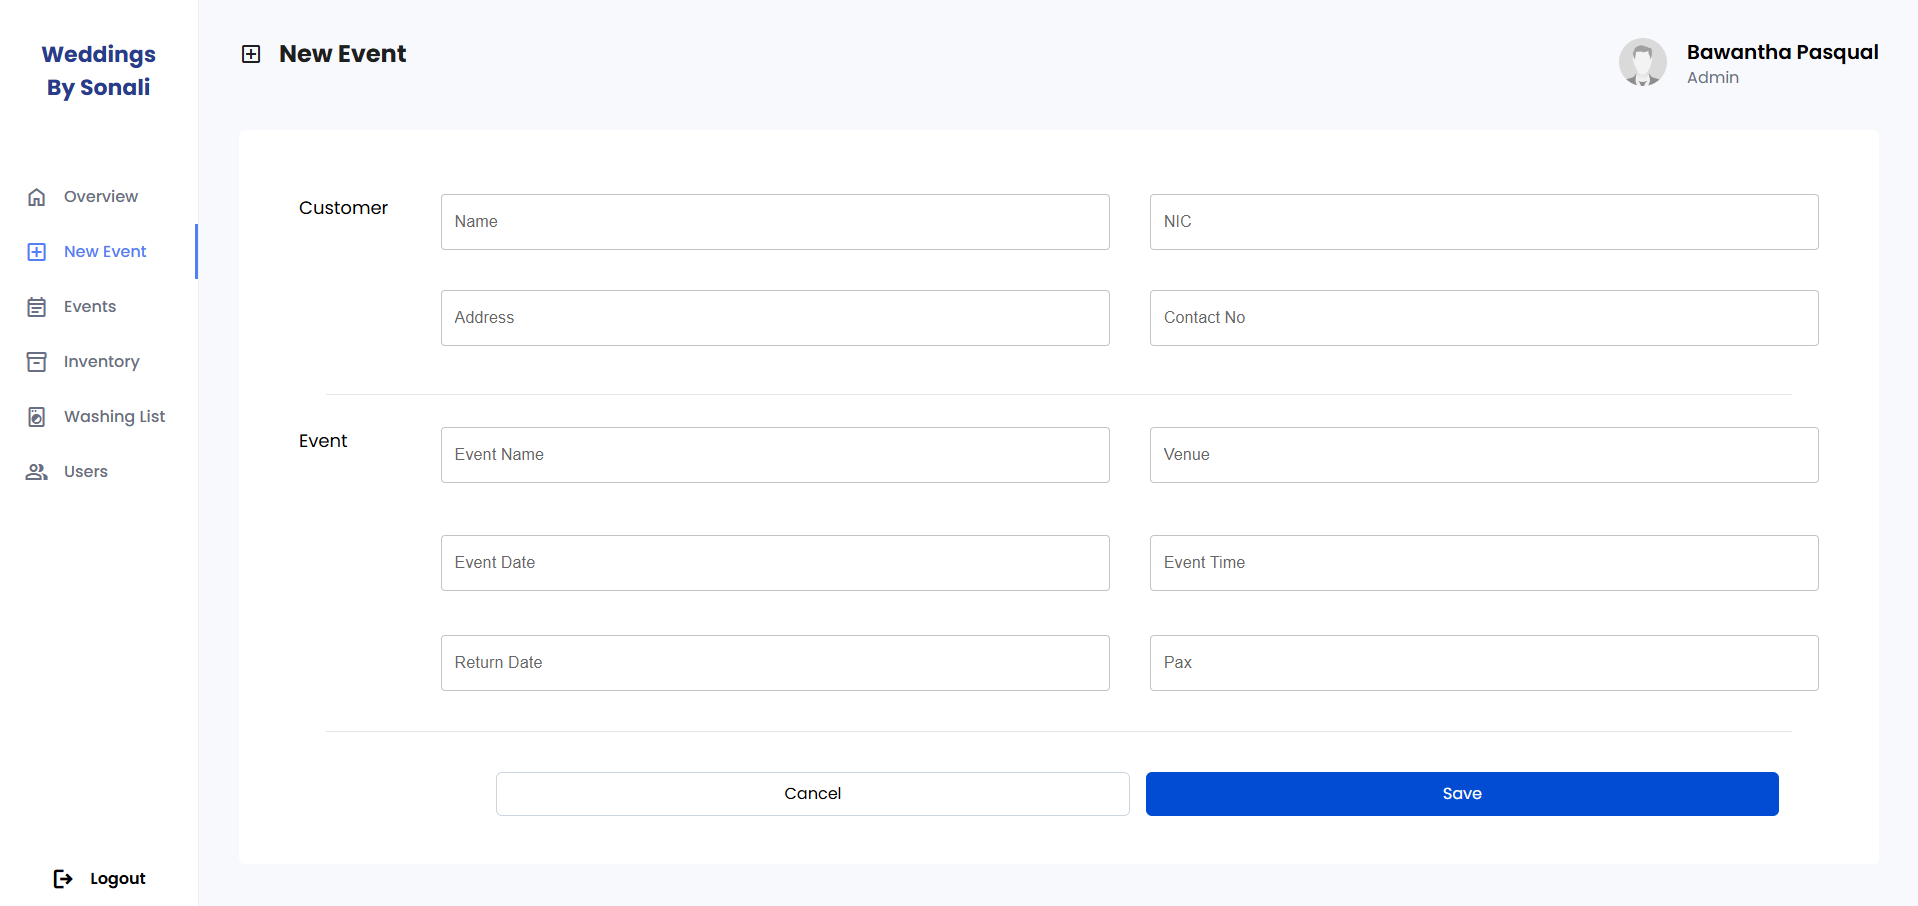 Weddings
By Sonali
Overview
New Event
Events
Inventory
Washing List
Users
Logout
New Event
Bawantha Pasqual
Admin
Customer
Name
NIC
Address
Contact No
Event
Event Name
Venue
Event Date
Event Time
Return Date
Pax
Cancel
Save